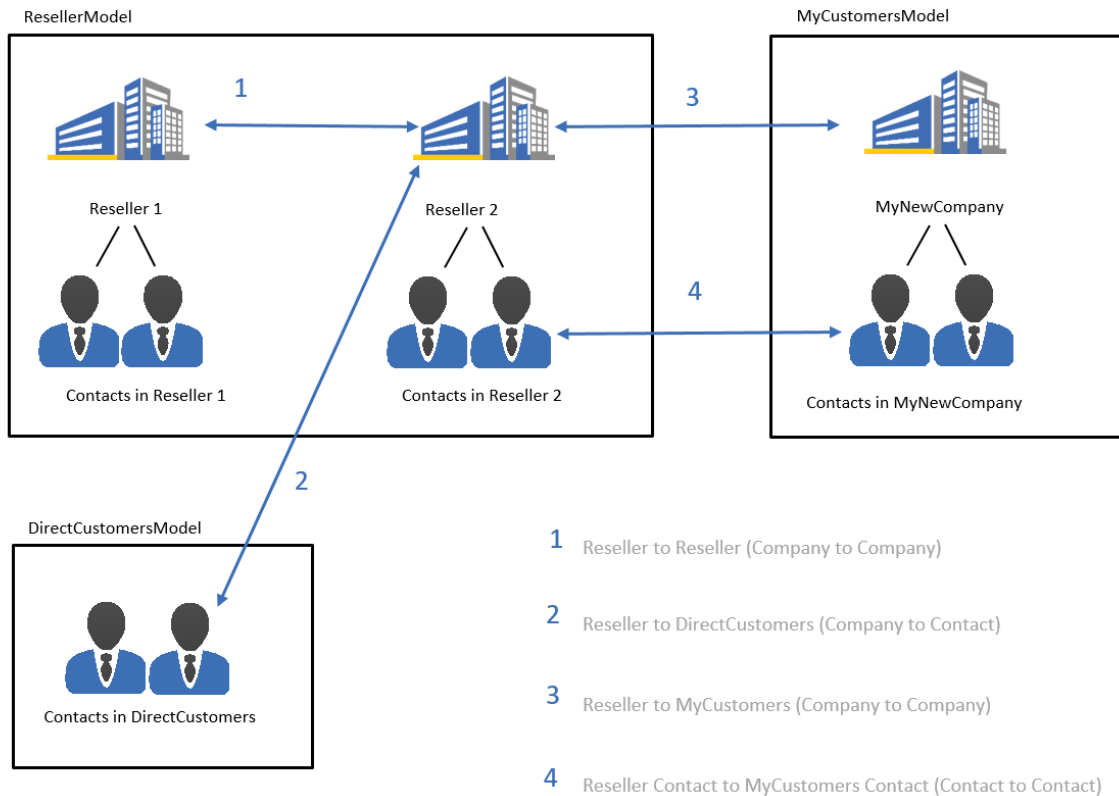 ResellerModel
MyCustomersModel
1
3
Reseller 1
Reseller 2
MyNewCompany
4
Contacts in Reseller 1
Contacts in Reseller 2
Contacts in MyNewCompany
2
DirectCustomersModel
Contacts in DirectCustomers
1 Reseller to Reseller (Company to Company)
2 Reseller to DirectCustomers (Company to Contact)
3 Reseller to MyCustomers (Company to Company)
4 Reseller Contact to MyCustomers Contact (Contact to Contact)